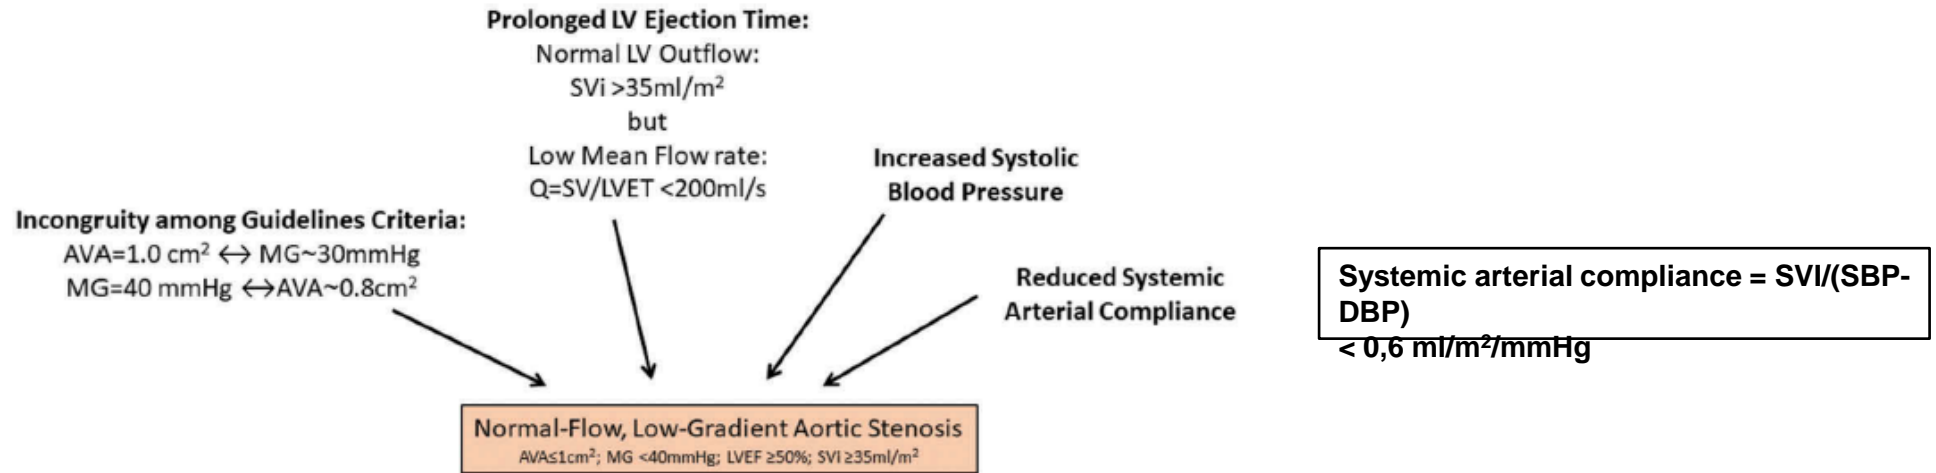 Prolonged LV Ejection Time:
Normal LV Outflow:
SVi >35ml/m²
but
Low Mean Flow rate:
Q=SV/LVET <200ml/s
Increased Systolic
Blood Pressure
Incongruity among Guidelines Criteria:
AVA=1.0 cm² ↔ MG~30mmHg
MG=40 mmHg ↔AVA~0.8cm²
Reduced Systemic
Arterial Compliance
Systemic arterial compliance = SVI/(SBP-
DBP)
< 0,6 ml/m²/mmHg
Normal-Flow, Low-Gradient Aortic Stenosis
AVA≤1cm²; MG <40mmHg; LVEF ≥50%; SVi ≥35ml/m²